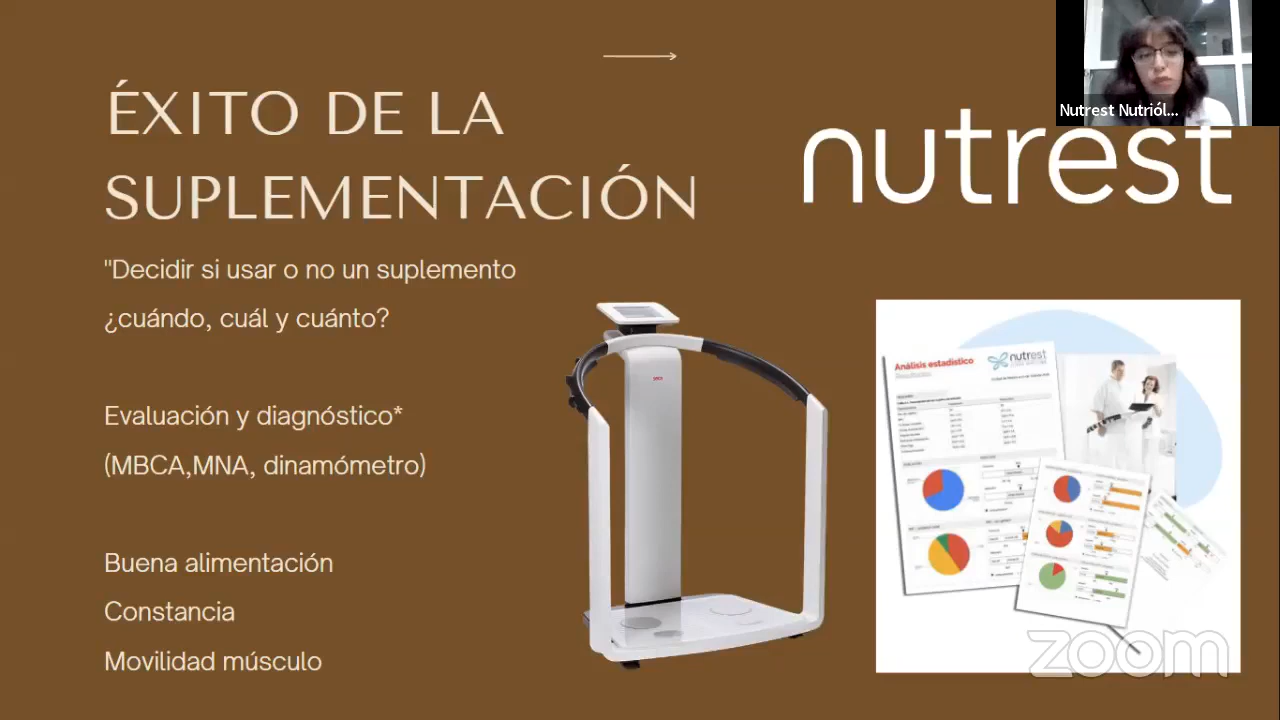 Nutrest Nutriól...
ÉXITO DE LA
SUPLEMENTACIÓN
nutrest
"Decidir si usar o no un suplemento
¿cuándo, cuál y cuánto?
Evaluación y diagnóstico*
(MBCA,MNA, dinamómetro)
Buena alimentación
Constancia
Movilidad músculo
Análisis estadístico
nutrest
zoom